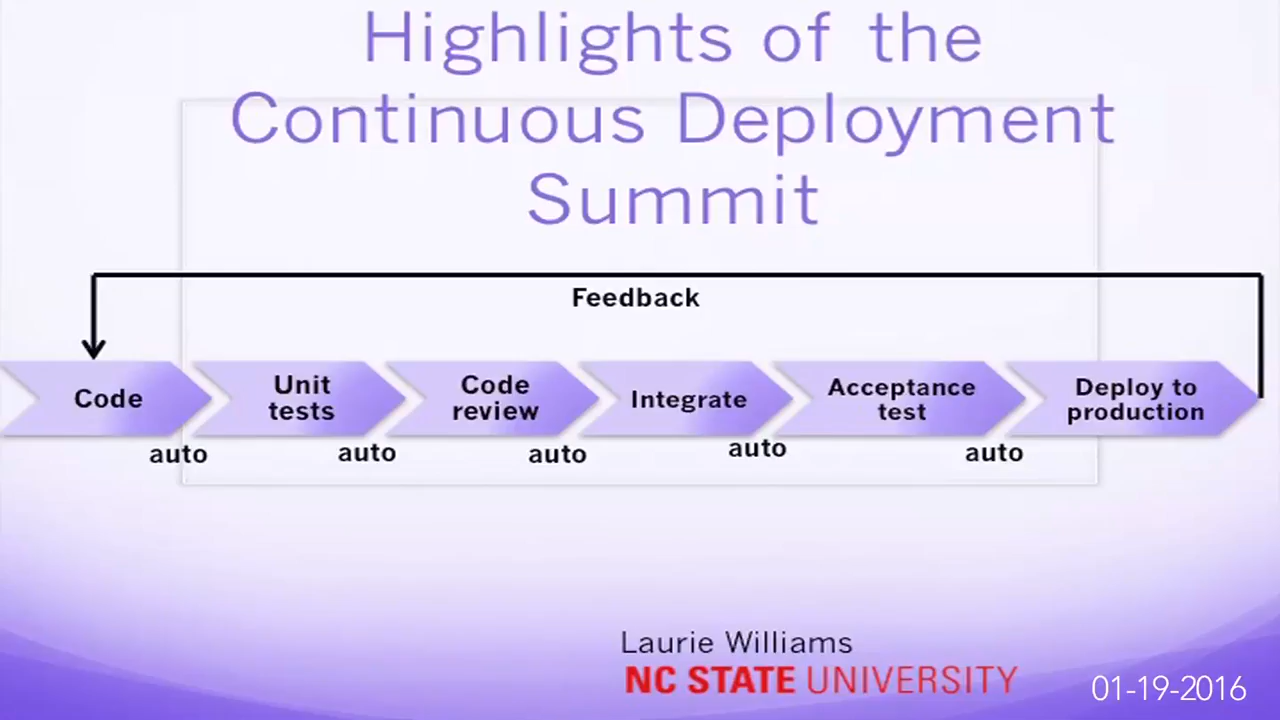 Highlights of the
Continuous Deployment
Summit
Feedback
Code
Unit
tests
Code
review
Integrate
Acceptance
test
Deploy to
production
auto
auto
auto
auto
auto
Laurie Williams
NC STATE UNIVERSITY
01-19-2016